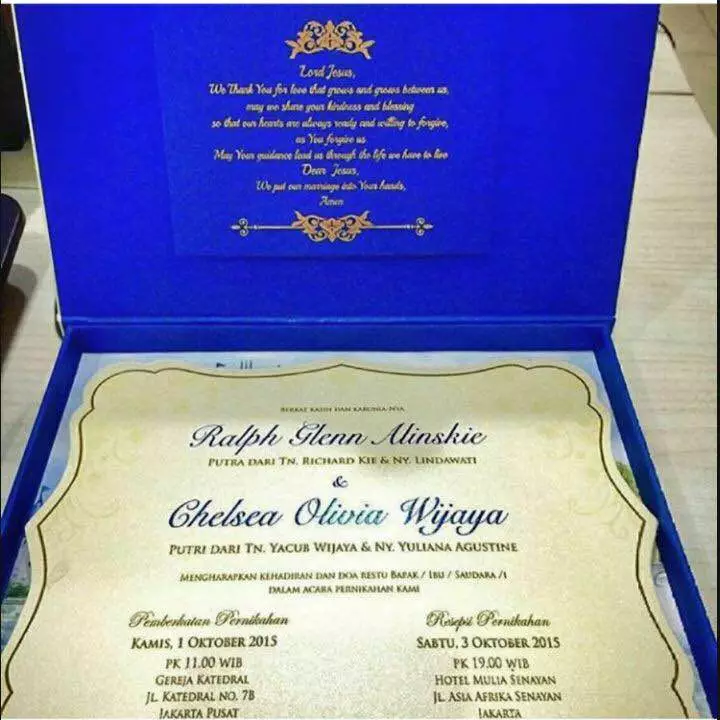 Lord Jesus,
We Thank You for love that grows and grows between us,
may we share your kindness and blessing
so that our hearts are always ready and willing to forgive,
as You forgive us
May Your guidance lead us through the life we have to live
Dear Jesus,
We put our marriage into Your hands,
Amen
BERKAT KASIH DAN KARUNIA-NYA
Ralph Glenn Alinskie
PUTRA DARI TN. RICHARD KIE & NY. LINDAWATI
&
Chelsea Olivia Wijaya
PUTRI DARI TN. YACUB WIJAYA & NY. YULIANA AGUSTINE
MENGHARAPKAN KEHADIRAN DAN DOA RESTU BAPAK / IBU / SAUDARA /I
DALAM ACARA PERNIKAHAN KAMI
Pemberkatan Pernikahan
KAMIS, 1 OKTOBER 2015
PK 11.00 WIB
GEREJA KATEDRAL
JL. KATEDRAL NO. 7B
JAKARTA PUSAT
Resepsi Pernikahan
SABTU, 3 OKTOBER 2015
PK 19.00 WIB
HOTEL MULIA SENAYAN
JL. ASIA AFRIKA SENAYAN
JAKARTA